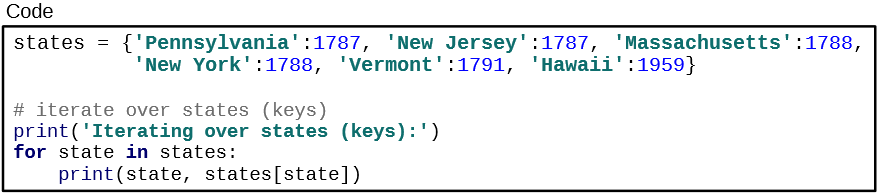 Code
states = {'Pennsylvania':1787, 'New Jersey':1787, 'Massachusetts':1788,
'New York':1788, 'Vermont':1791, 'Hawaii':1959}
# iterate over states (keys)
print('Iterating over states (keys):')
for state in states:
print(state, states[state])